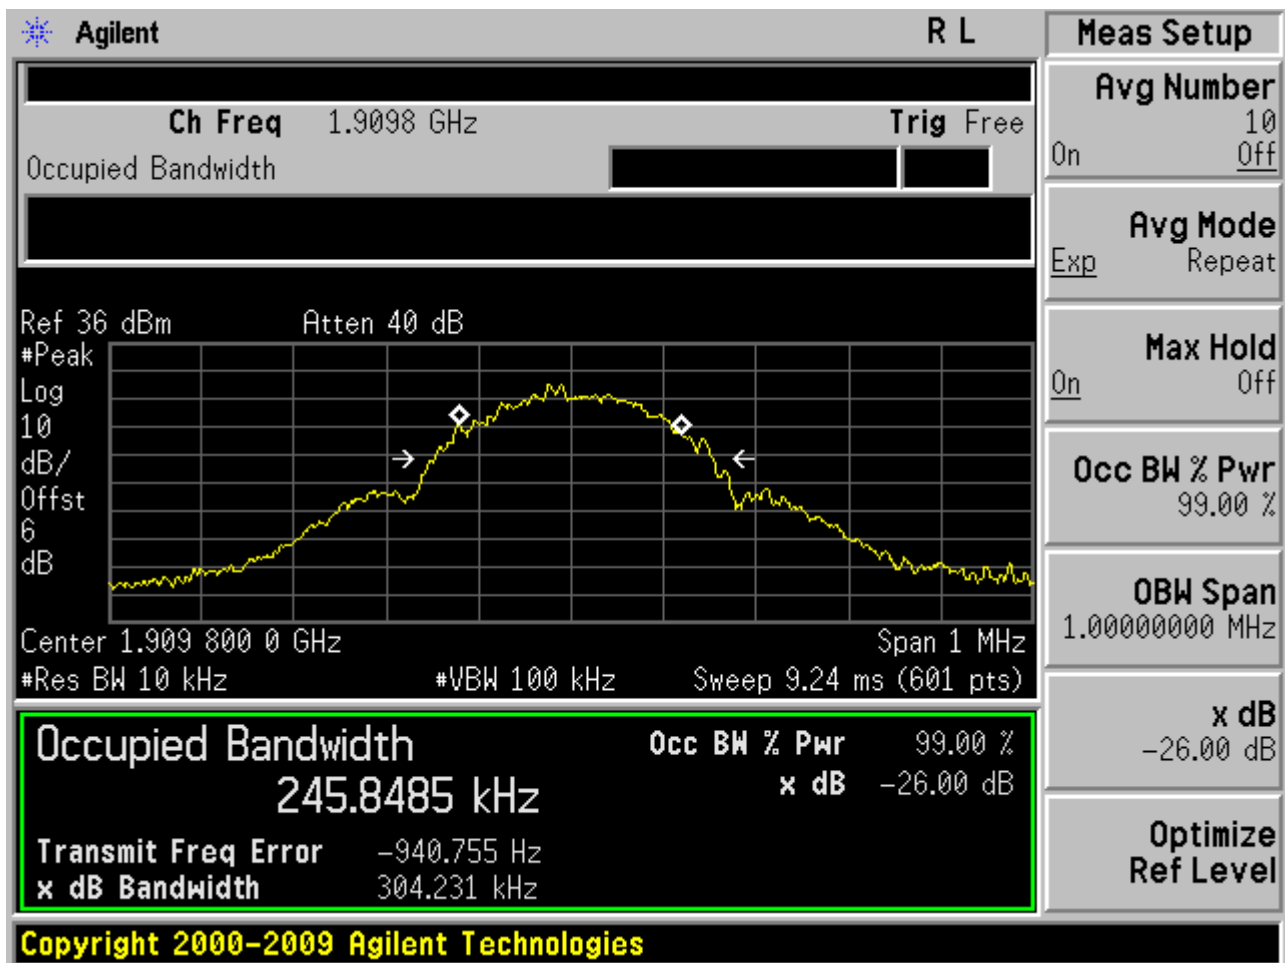 Agilent R L
Ch Freq 1.9098 GHz Trig Free
Occupied Bandwidth
Ref 36 dBm Atten 40 dB
#Peak
Log
10
dB/
Offst
6
dB
Center 1.909 800 0 GHz Span 1 MHz
#Res BW 10 kHz #VBW 100 kHz Sweep 9.24 ms (601 pts)
Occupied Bandwidth Occ BW % Pwr 99.00 %
245.8485 kHz x dB -26.00 dB
Transmit Freq Error -940.755 Hz
x dB Bandwidth 304.231 kHz
Copyright 2000-2009 Agilent Technologies
Meas Setup
Avg Number
10
On Off
Avg Mode
Exp Repeat
Max Hold
On Off
Occ BW % Pwr
99.00 %
OBW Span
1.00000000 MHz
x dB
-26.00 dB
Optimize
Ref Level